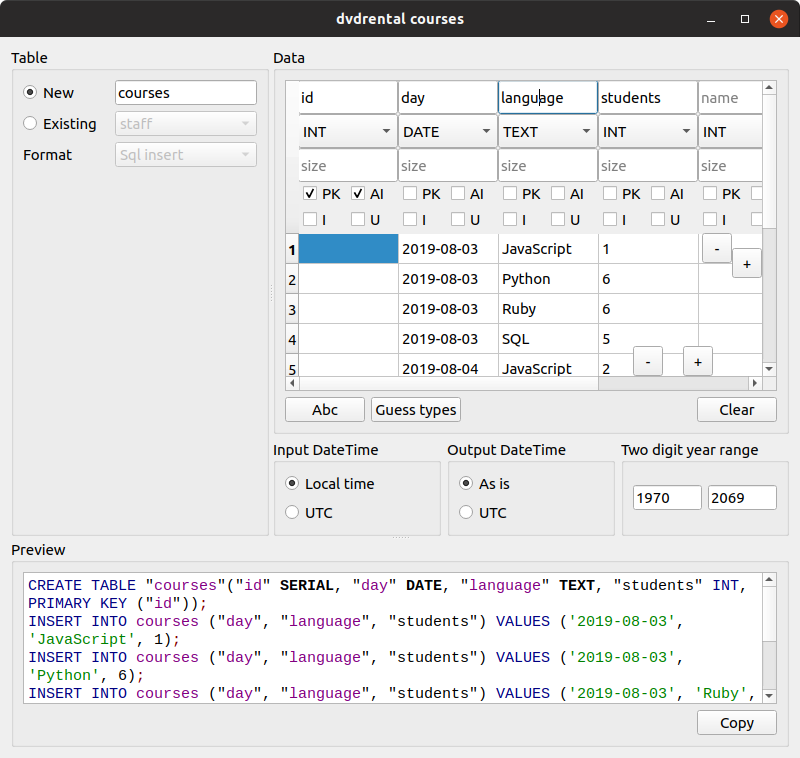 dvdrental courses
Table
New courses
Existing staff
Format Sql insert
Data
id day language students name
INT DATE TEXT INT INT
size size size size size
PK AI PK AI PK AI PK AI PK
I U I U I U I U I
1 2019-08-03 JavaScript 1 -
+
2 2019-08-03 Python 6
3 2019-08-03 Ruby 6
4 2019-08-03 SQL 5
5 2019-08-04 JavaScript 2 - +
Abc Guess types Clear
Input DateTime
Local time
UTC
Output DateTime
As is
UTC
Two digit year range
1970 2069
Preview
CREATE TABLE "courses"("id" SERIAL, "day" DATE, "language" TEXT, "students" INT,
PRIMARY KEY ("id"));
INSERT INTO courses ("day", "language", "students") VALUES ('2019-08-03',
'JavaScript', 1);
INSERT INTO courses ("day", "language", "students") VALUES ('2019-08-03',
'Python', 6);
INSERT INTO courses ("day", "language", "students") VALUES ('2019-08-03', 'Ruby',
Copy